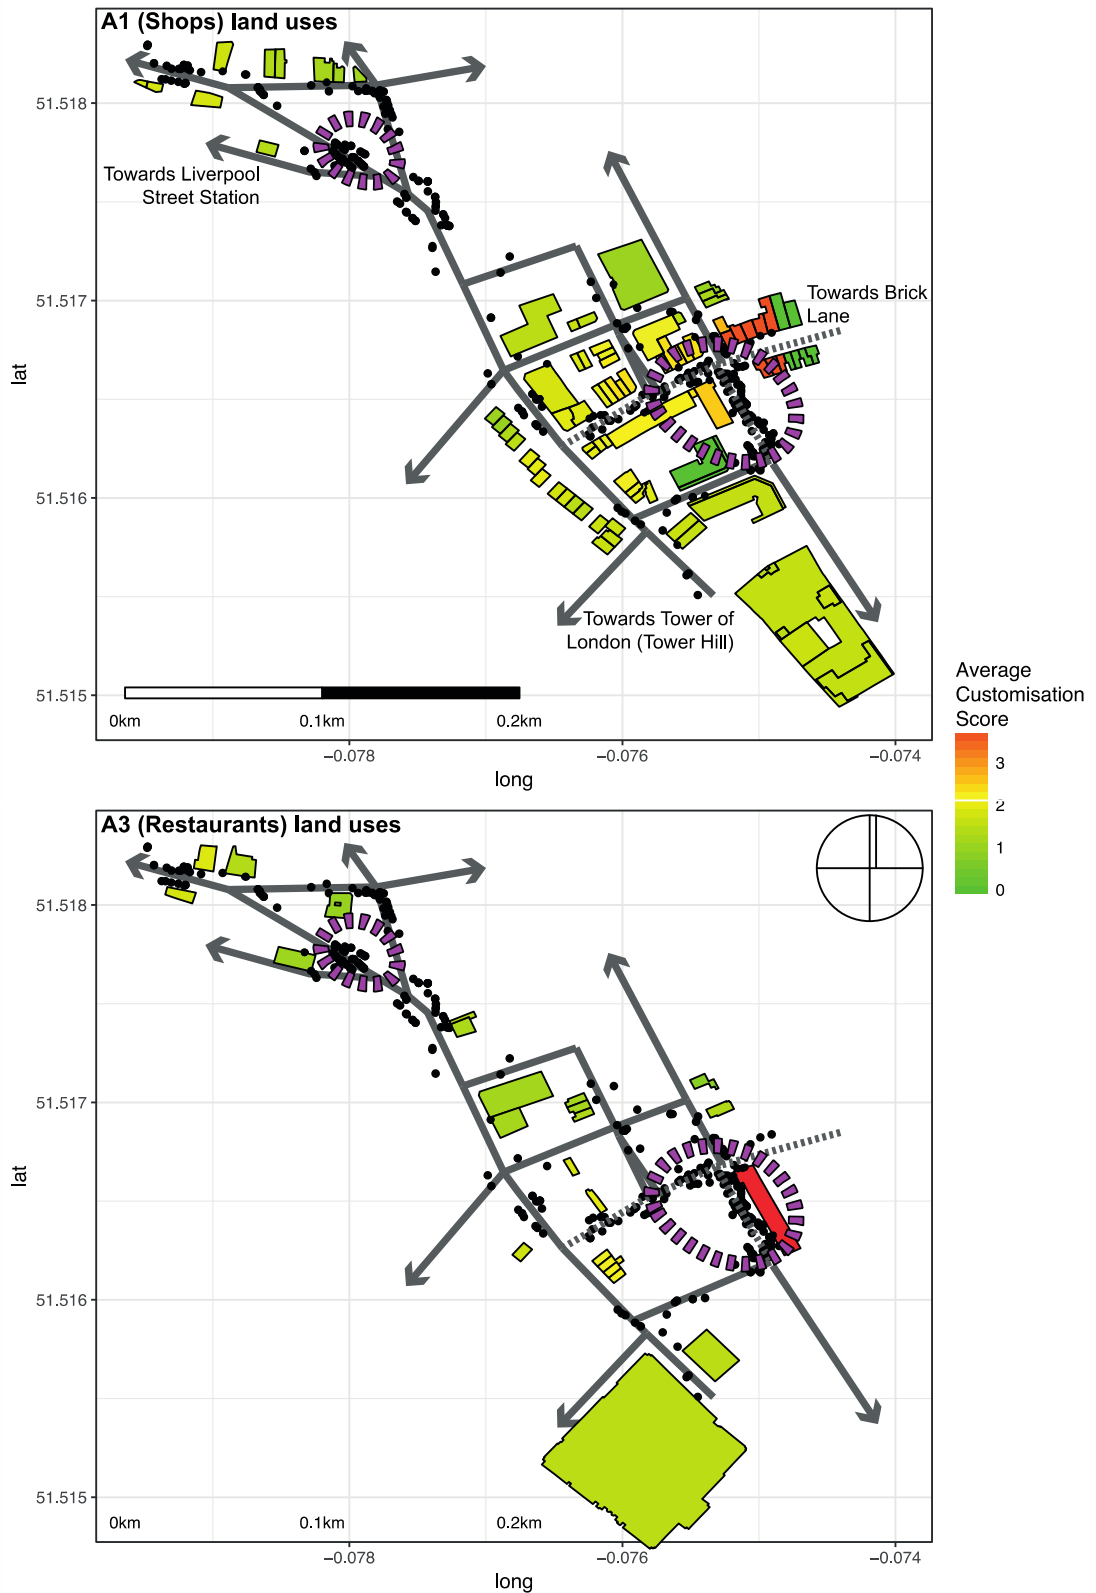 A1 (Shops) land uses
51.518
Towards Liverpool
Street Station
51.517
Towards Brick
Lane
lat
51.516
Towards Tower of
London (Tower Hill)
51.515
0km
0.1km
0.2km
−0.078
−0.076
−0.074
long
Average
Customisation
Score
3
2
1
0
A3 (Restaurants) land uses
51.518
51.517
lat
51.516
51.515
0km
0.1km
0.2km
−0.078
−0.076
−0.074
long